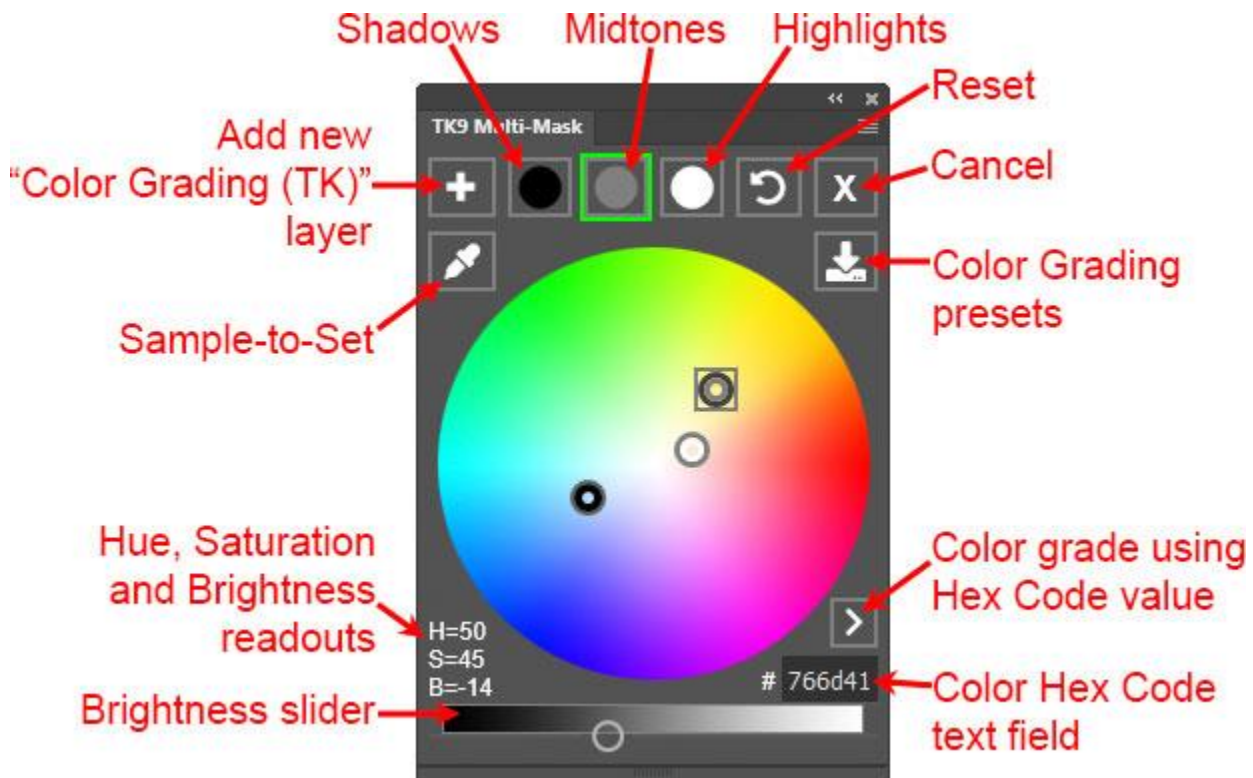 Shadows
Midtones
Highlights
Reset
TK9 Multi-Mask
Add new
“Color Grading (TK)”
layer
Cancel
X
Color Grading
presets
Sample-to-Set
Hue, Saturation
and Brightness
readouts
Color grade using
Hex Code value
H=50
S=45
B=-14
# 766d41
Color Hex Code
text field
Brightness slider